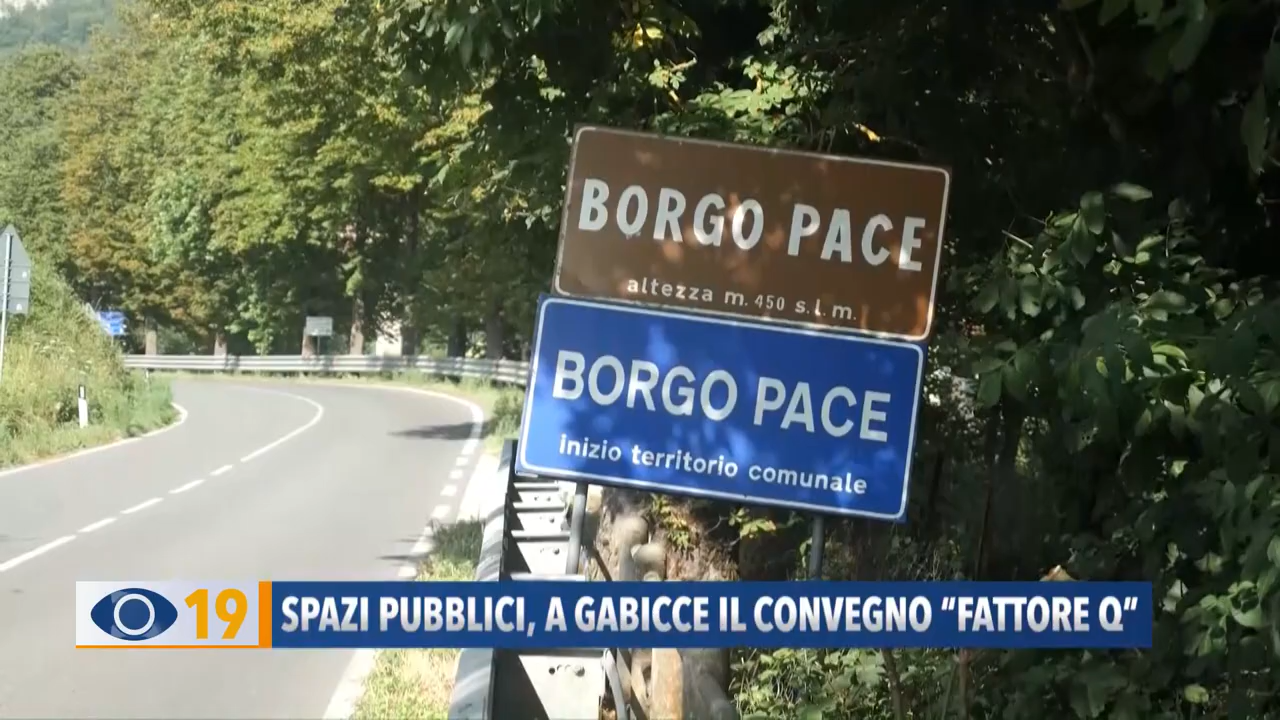 BORGO PACE
altezza m. 450 s.l.m.
BORGO PACE
inizio territorio comunale
19
SPAZI PUBBLICI, A GABICCE IL CONVEGNO “FATTORE Q”